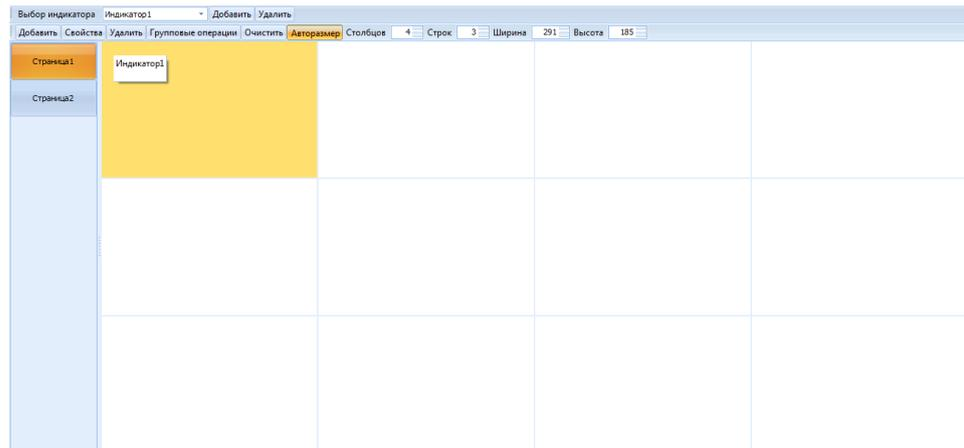 Выбор индикатора Индикатор1 Добавить Удалить
Добавить Свойства Удалить Групповые операции Очистить Авторазмер Столбцов 4 Строк 3 Ширина 291 Высота 185
Страница1
Индикатор1
Страница2